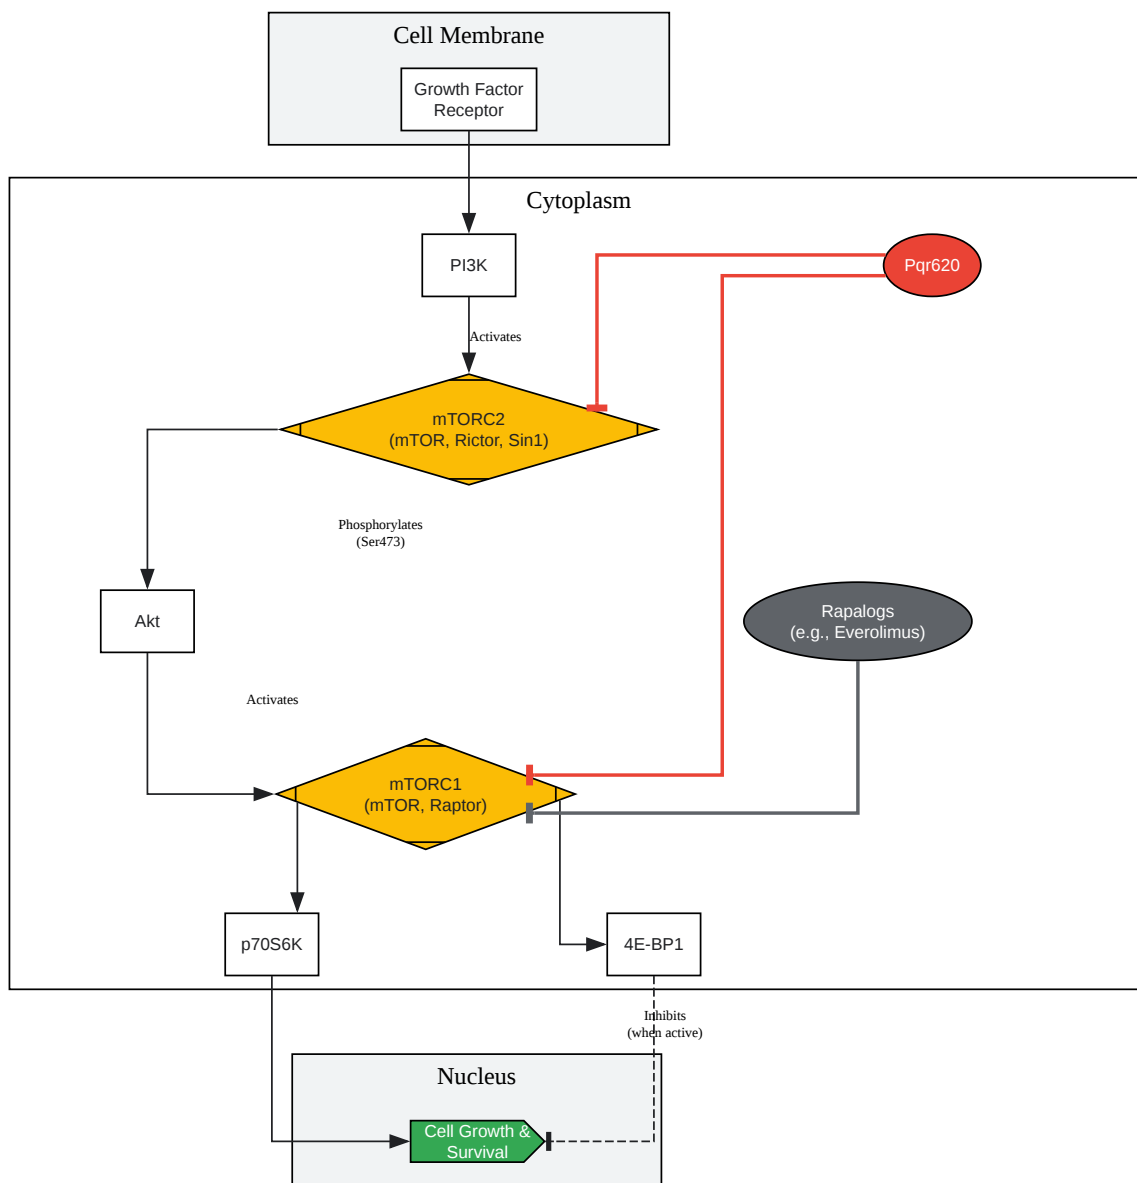 Cell Membrane
Growth Factor
Receptor
Cytoplasm
PI3K
Pqr620
Activates
mTORC2
(mTOR, Rictor, Sin1)
Phosphorylates
(Ser473)
Akt
Rapalogs
(e.g., Everolimus)
Activates
mTORC1
(mTOR, Raptor)
p70S6K
4E-BP1
Inhibits
(when active)
Nucleus
Cell Growth &
Survival